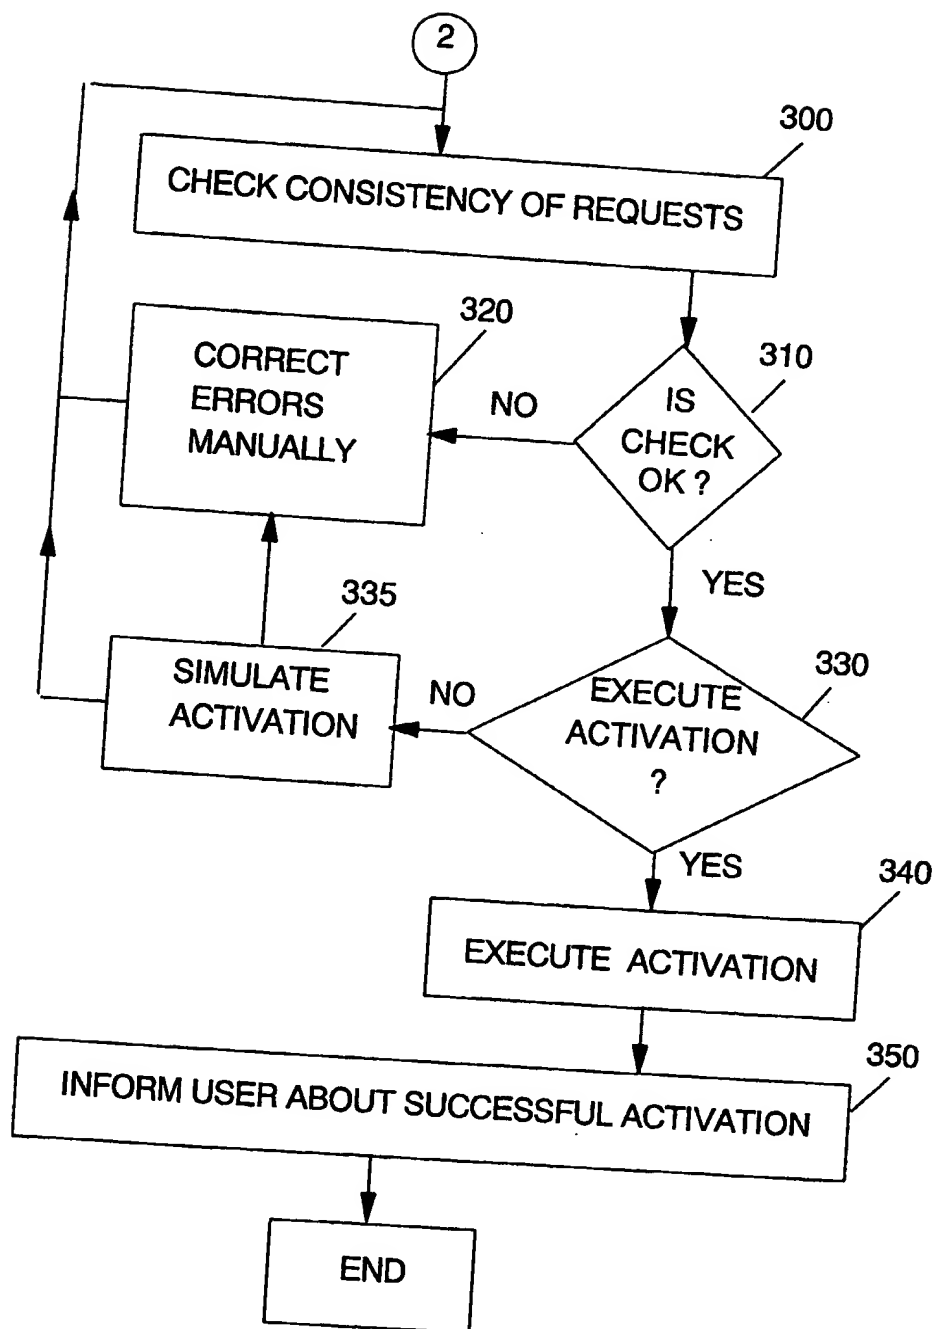 2
300
CHECK CONSISTENCY OF REQUESTS
320
CORRECT
ERRORS
MANUALLY
310
IS
CHECK
OK ?
NO
YES
335
SIMULATE
ACTIVATION
NO
330
EXECUTE
ACTIVATION
?
YES
340
EXECUTE ACTIVATION
350
INFORM USER ABOUT SUCCESSFUL ACTIVATION
END